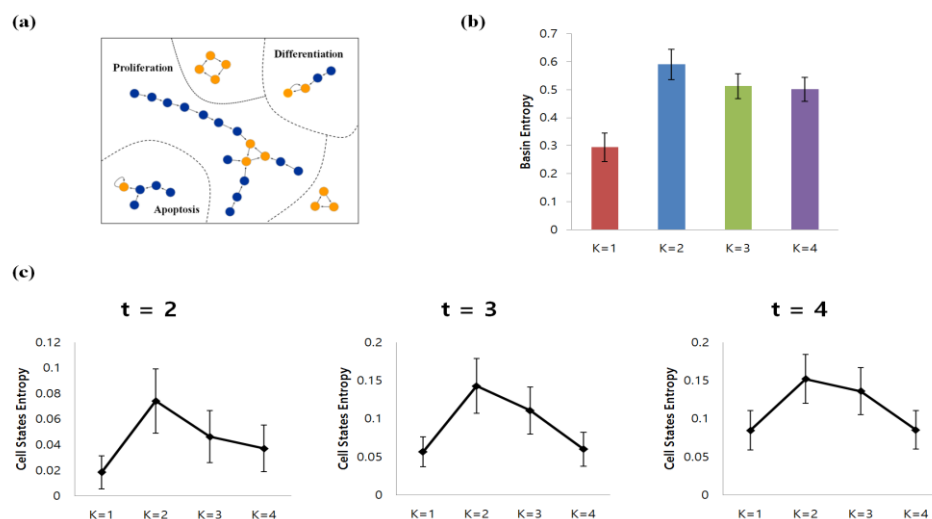 (a)
Proliferation
Differentiation
Apoptosis
(b)
Basin Entropy
0.7
0.6
0.5
0.4
0.3
0.2
0.1
0
K=1 K=2 K=3 K=4
(c)
t = 2
Cell States Entropy
0.12
0.1
0.08
0.06
0.04
0.02
0
K=1 K=2 K=3 K=4
t = 3
Cell States Entropy
0.2
0.15
0.1
0.05
0
K=1 K=2 K=3 K=4
t = 4
Cell States Entropy
0.2
0.15
0.1
0.05
0
K=1 K=2 K=3 K=4